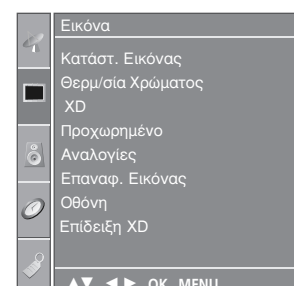 Εικόνα
Κατάστ. Εικόνας
Θερμ/σία Χρώματος
XD
Προχωρημένο
Αναλογίες
Επαναφ. Εικόνας
Οθόνη
Επίδειξη XD
▲▼ ◄► OK MENU